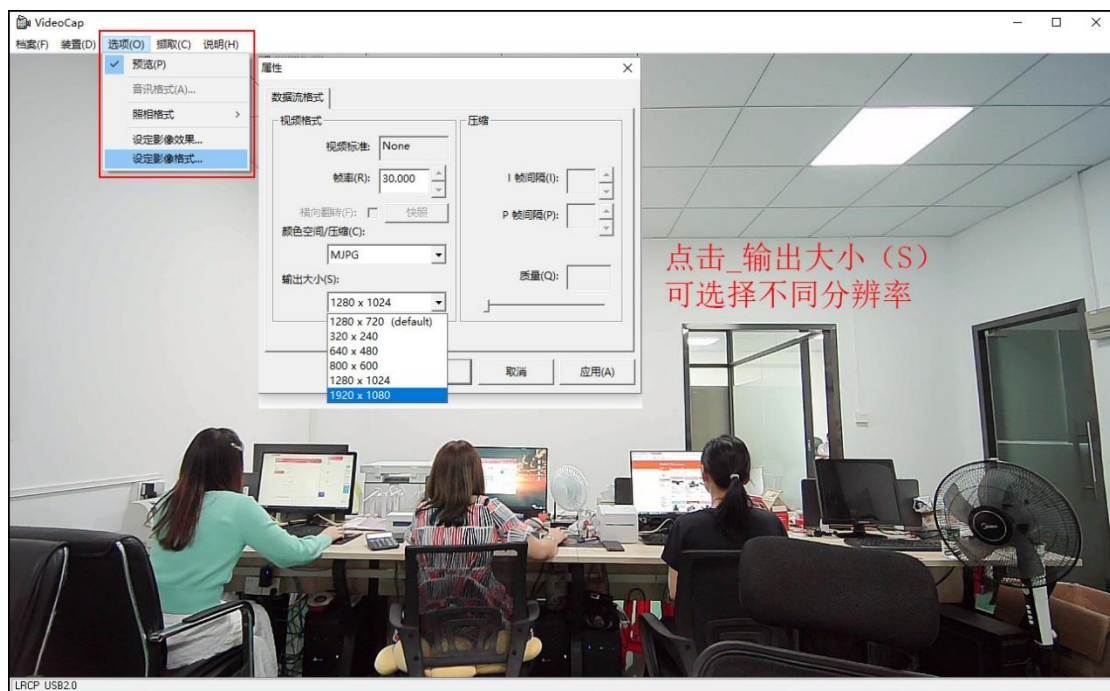 VideoCap
档案(F) 装置(D) 选项(O) 撷取(C) 说明(H)
预览(P)
音讯格式(A)...
照相格式
设定影像效果...
设定影像格式...
属性
数据流格式
视频格式
视频标准: None
帧率(R): 30.000
横向翻转(F): 快照
颜色空间/压缩(C):
MJPG
输出大小(S):
1280 x 1024
1280 x 720 (default)
320 x 240
640 x 480
800 x 600
1280 x 1024
1920 x 1080
压缩
I 帧间隔(I):
P 帧间隔(P):
质量(Q):
取消 应用(A)
点击_输出大小（S）
可选择不同分辨率
Midea
LRCP USB2.0